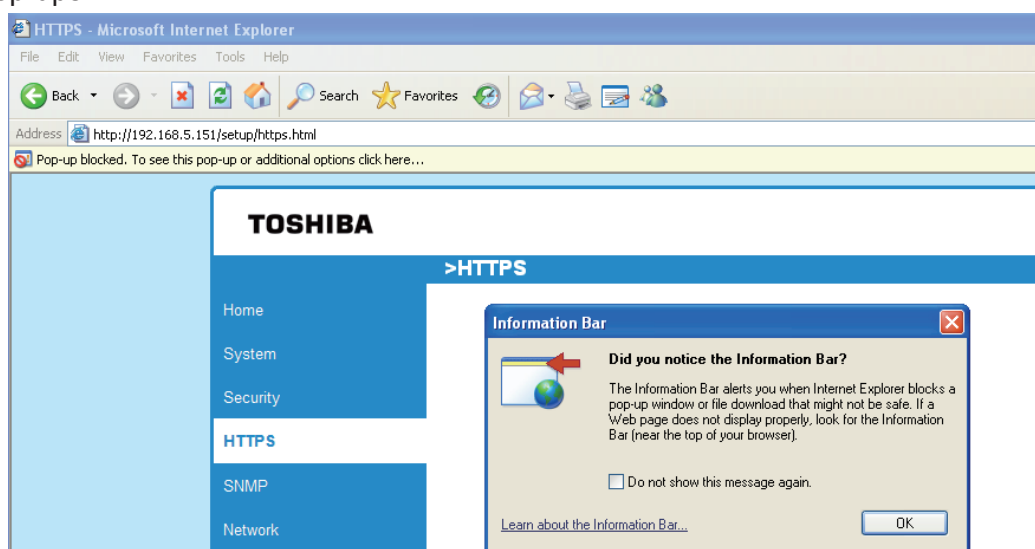 HTTPS - Microsoft Internet Explorer
File Edit View Favorites Tools Help
Back Search Favorites
Address http://192.168.5.151/setup/https.html
Pop-up blocked. To see this pop-up or additional options click here...
TOSHIBA
>HTTPS
Home
System
Security
HTTPS
SNMP
Network
Information Bar
Did you notice the Information Bar?
The Information Bar alerts you when Internet Explorer blocks a
pop-up window or file download that might not be safe. If a
Web page does not display properly, look for the Information
Bar (near the top of your browser).
Do not show this message again.
Learn about the Information Bar...
OK